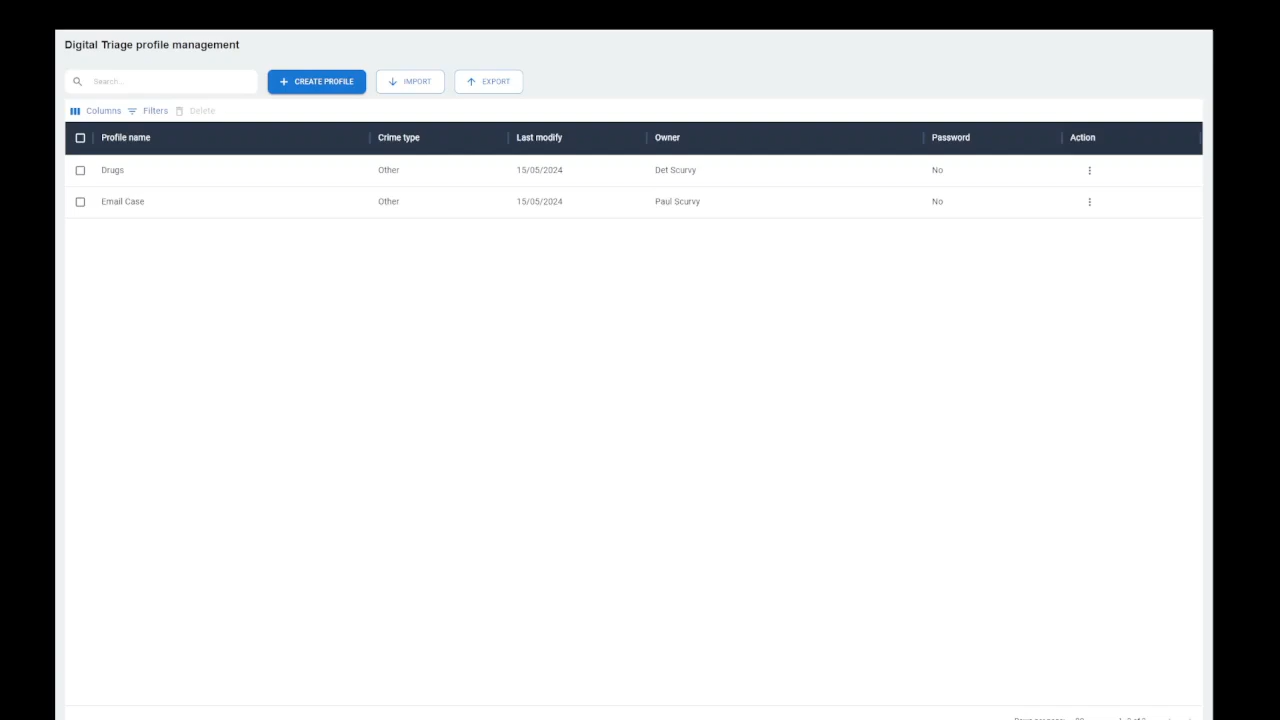 Digital Triage profile management
Search...
CREATE PROFILE
IMPORT
EXPORT
Columns Filters Delete
Profile name Crime type Last modify Owner Password Action
Drugs Other 15/05/2024 Det Scurvy No
Email Case Other 15/05/2024 Paul Scurvy No